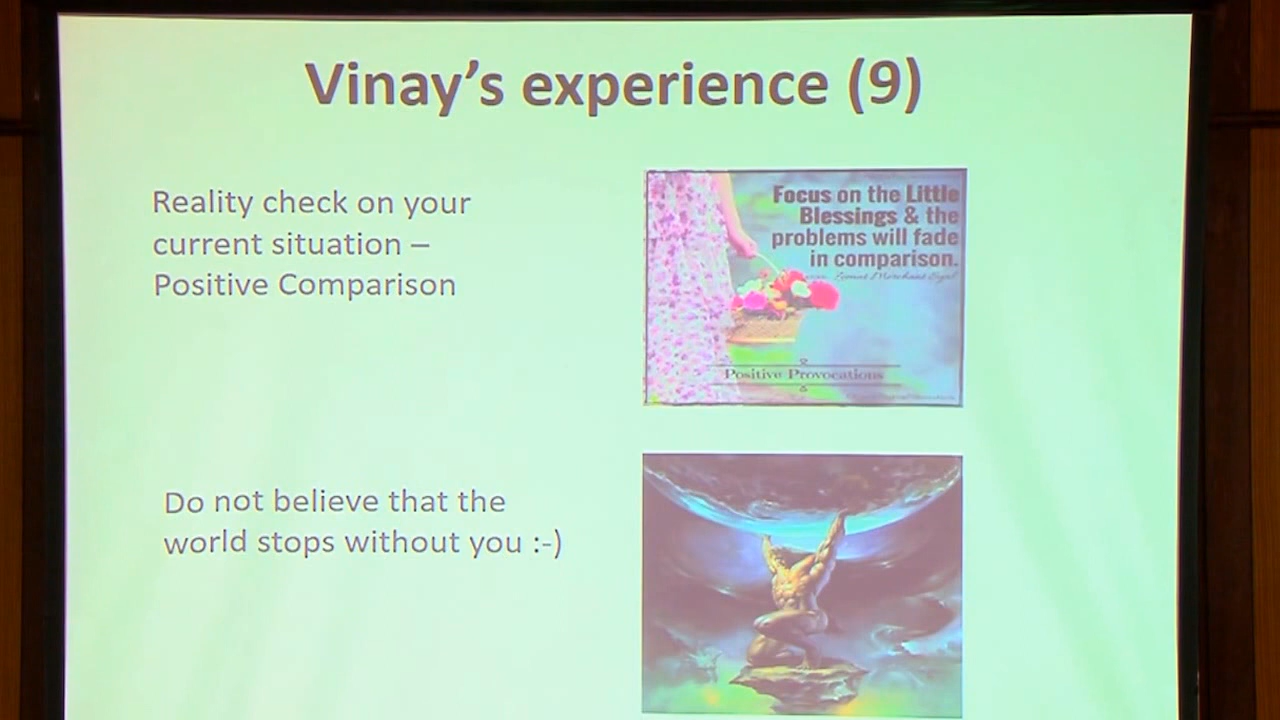 Vinay’s experience (9)
Reality check on your
current situation –
Positive Comparison
Focus on the Little
Blessings & the
problems will fade
in comparison.
Positive Provocations
Do not believe that the
world stops without you :-)